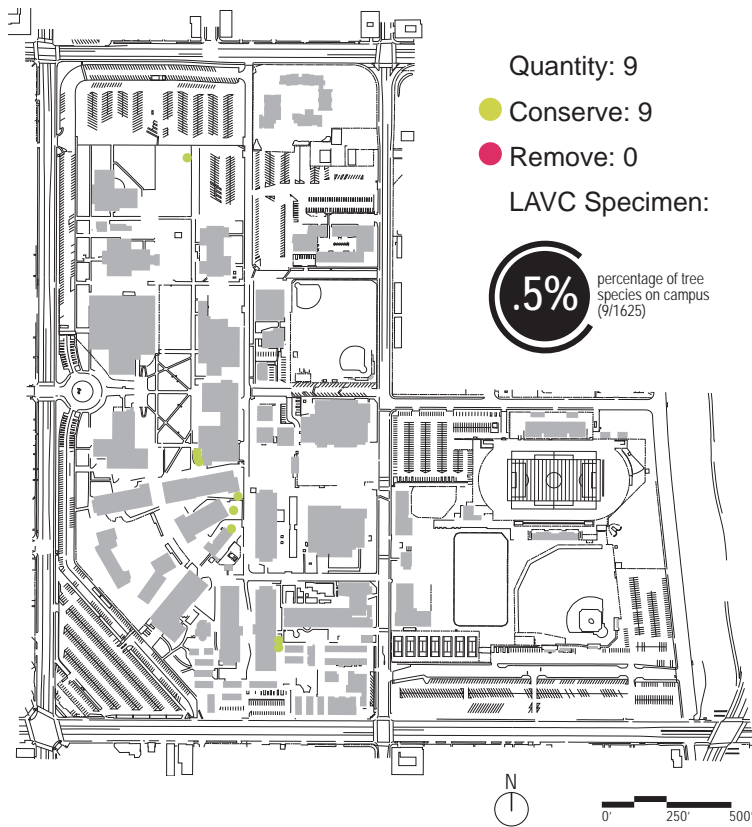 Quantity: 9
Conserve: 9
Remove: 0
LAVC Specimen:
.5%
percentage of tree
species on campus
(9/1625)
N
0'
250'
500'